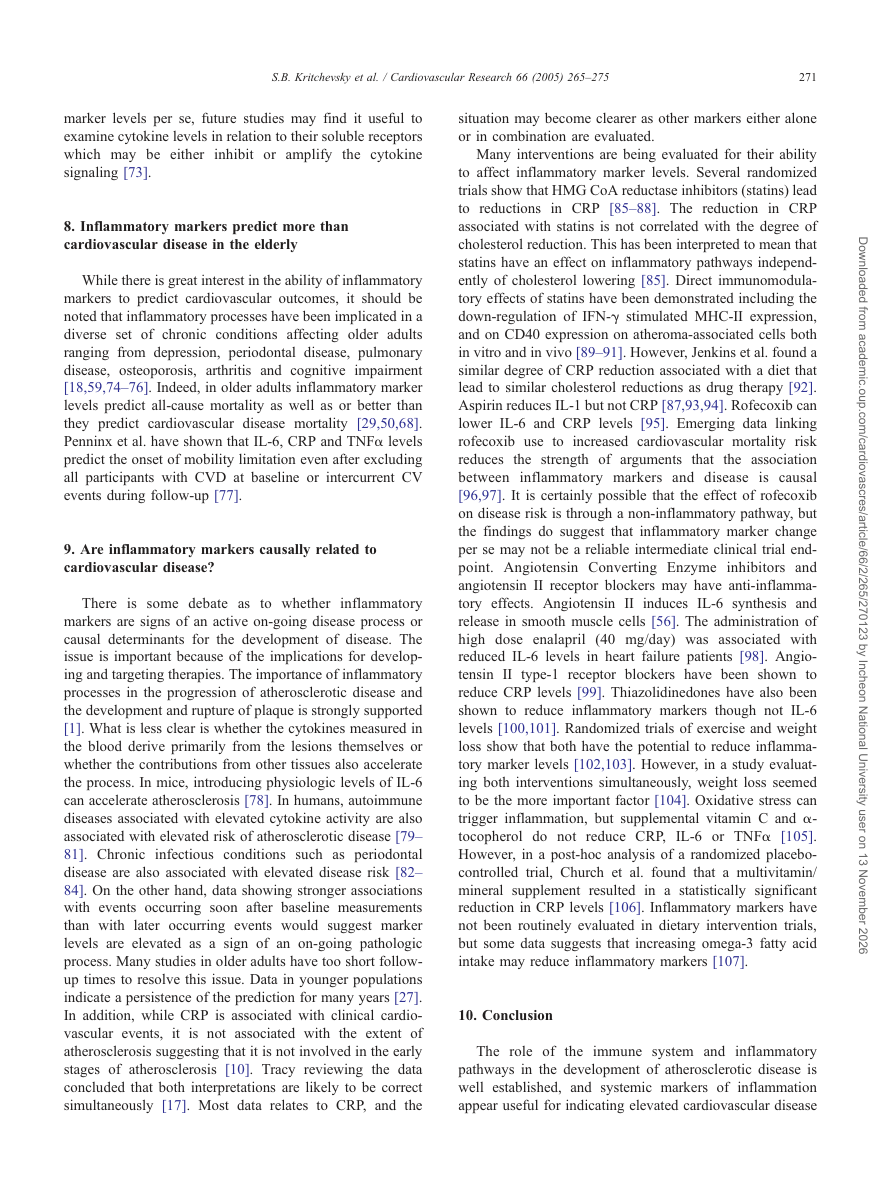 S.B. Kritchevsky et al. / Cardiovascular Research 66 (2005) 265–275
271
marker levels per se, future studies may find it useful to
examine cytokine levels in relation to their soluble receptors
which may be either inhibit or amplify the cytokine
signaling [73].
8. Inflammatory markers predict more than
cardiovascular disease in the elderly
While there is great interest in the ability of inflammatory
markers to predict cardiovascular outcomes, it should be
noted that inflammatory processes have been implicated in a
diverse set of chronic conditions affecting older adults
ranging from depression, periodontal disease, pulmonary
disease, osteoporosis, arthritis and cognitive impairment
[18,59,74–76]. Indeed, in older adults inflammatory marker
levels predict all-cause mortality as well as or better than
they predict cardiovascular disease mortality [29,50,68].
Penninx et al. have shown that IL-6, CRP and TNFα levels
predict the onset of mobility limitation even after excluding
all participants with CVD at baseline or intercurrent CV
events during follow-up [77].
9. Are inflammatory markers causally related to
cardiovascular disease?
There is some debate as to whether inflammatory
markers are signs of an active on-going disease process or
causal determinants for the development of disease. The
issue is important because of the implications for develop-
ing and targeting therapies. The importance of inflammatory
processes in the progression of atherosclerotic disease and
the development and rupture of plaque is strongly supported
[1]. What is less clear is whether the cytokines measured in
the blood derive primarily from the lesions themselves or
whether the contributions from other tissues also accelerate
the process. In mice, introducing physiologic levels of IL-6
can accelerate atherosclerosis [78]. In humans, autoimmune
diseases associated with elevated cytokine activity are also
associated with elevated risk of atherosclerotic disease [79–
81]. Chronic infectious conditions such as periodontal
disease are also associated with elevated disease risk [82–
84]. On the other hand, data showing stronger associations
with events occurring soon after baseline measurements
than with later occurring events would suggest marker
levels are elevated as a sign of an on-going pathologic
process. Many studies in older adults have too short follow-
up times to resolve this issue. Data in younger populations
indicate a persistence of the prediction for many years [27].
In addition, while CRP is associated with clinical cardio-
vascular events, it is not associated with the extent of
atherosclerosis suggesting that it is not involved in the early
stages of atherosclerosis [10]. Tracy reviewing the data
concluded that both interpretations are likely to be correct
simultaneously [17]. Most data relates to CRP, and the
situation may become clearer as other markers either alone
or in combination are evaluated.
Many interventions are being evaluated for their ability
to affect inflammatory marker levels. Several randomized
trials show that HMG CoA reductase inhibitors (statins) lead
to reductions in CRP [85–88]. The reduction in CRP
associated with statins is not correlated with the degree of
cholesterol reduction. This has been interpreted to mean that
statins have an effect on inflammatory pathways independ-
ently of cholesterol lowering [85]. Direct immunomodula-
tory effects of statins have been demonstrated including the
down-regulation of IFN-γ stimulated MHC-II expression,
and on CD40 expression on atheroma-associated cells both
in vitro and in vivo [89–91]. However, Jenkins et al. found a
similar degree of CRP reduction associated with a diet that
lead to similar cholesterol reductions as drug therapy [92].
Aspirin reduces IL-1 but not CRP [87,93,94]. Rofecoxib can
lower IL-6 and CRP levels [95]. Emerging data linking
rofecoxib use to increased cardiovascular mortality risk
reduces the strength of arguments that the association
between inflammatory markers and disease is causal
[96,97]. It is certainly possible that the effect of rofecoxib
on disease risk is through a non-inflammatory pathway, but
the findings do suggest that inflammatory marker change
per se may not be a reliable intermediate clinical trial end-
point. Angiotensin Converting Enzyme inhibitors and
angiotensin II receptor blockers may have anti-inflamma-
tory effects. Angiotensin II induces IL-6 synthesis and
release in smooth muscle cells [56]. The administration of
high dose enalapril (40 mg/day) was associated with
reduced IL-6 levels in heart failure patients [98]. Angio-
tensin II type-1 receptor blockers have been shown to
reduce CRP levels [99]. Thiazolidinedones have also been
shown to reduce inflammatory markers though not IL-6
levels [100,101]. Randomized trials of exercise and weight
loss show that both have the potential to reduce inflamma-
tory marker levels [102,103]. However, in a study evaluat-
ing both interventions simultaneously, weight loss seemed
to be the more important factor [104]. Oxidative stress can
trigger inflammation, but supplemental vitamin C and α-
tocopherol do not reduce CRP, IL-6 or TNFα [105].
However, in a post-hoc analysis of a randomized placebo-
controlled trial, Church et al. found that a multivitamin/
mineral supplement resulted in a statistically significant
reduction in CRP levels [106]. Inflammatory markers have
not been routinely evaluated in dietary intervention trials,
but some data suggests that increasing omega-3 fatty acid
intake may reduce inflammatory markers [107].
10. Conclusion
The role of the immune system and inflammatory
pathways in the development of atherosclerotic disease is
well established, and systemic markers of inflammation
appear useful for indicating elevated cardiovascular disease
Downloaded from academic.oup.com/cardiovascres/article/66/2/265/270123 by Incheon National University user on 13 November 2026